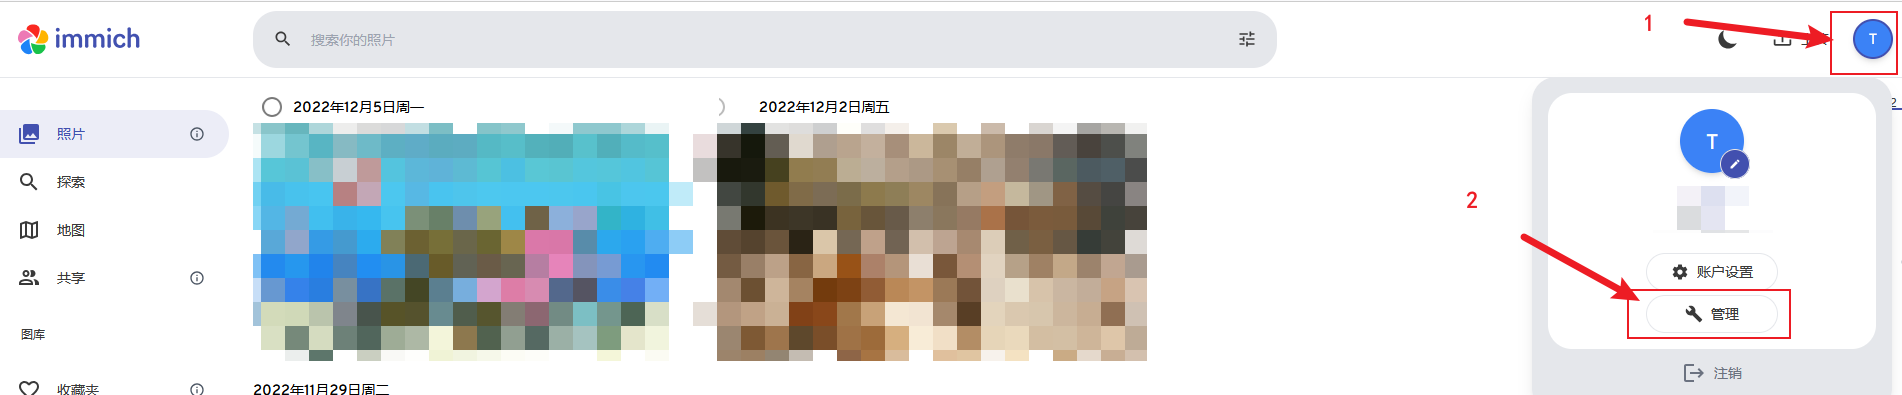 immich
搜索你的照片
1
T
2022年12月5日周一
2022年12月2日周五
照片
探索
地图
共享
图库
收藏夹
2022年11月29日周二
T
2
账户设置
管理
注销